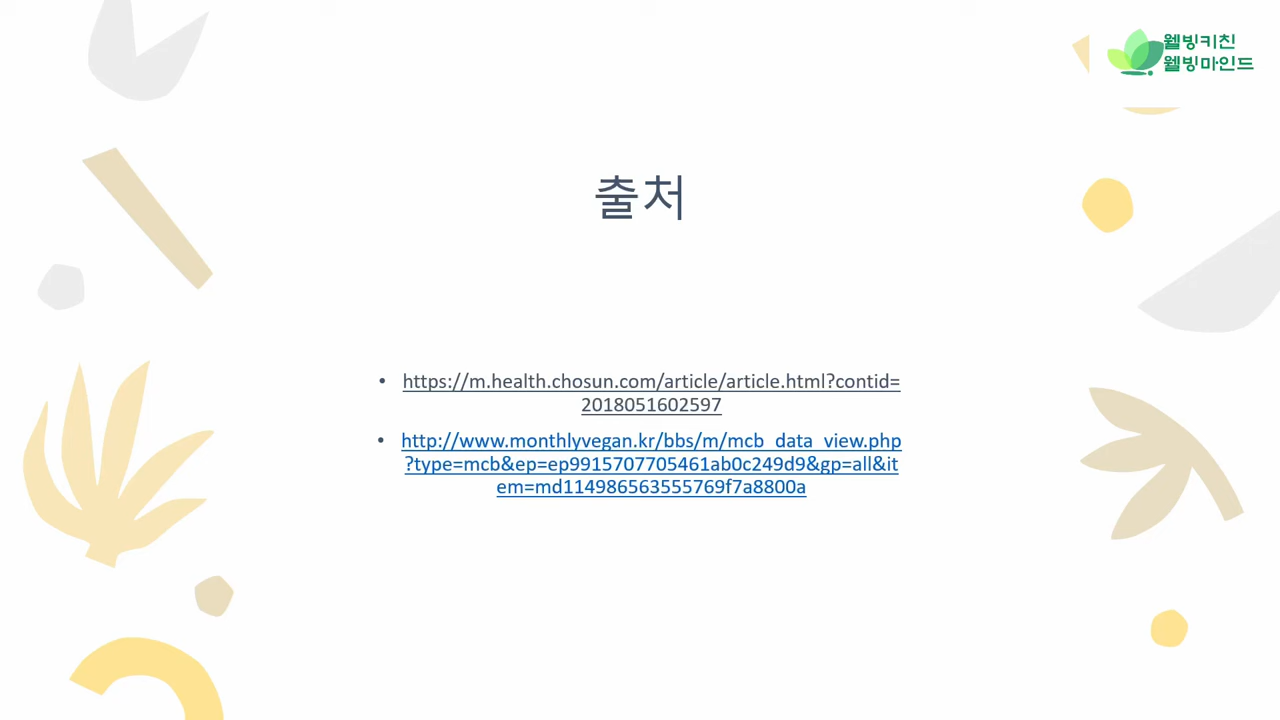 웰빙키친
웰빙마인드
출처
• https://m.health.chosun.com/article/article.html?contid=
2018051602597
• http://www.monthlyvegan.kr/bbs/m/mcb_data_view.php
?type=mcb&ep=ep9915707705461ab0c249d9&gp=all&it
em=md114986563555769f7a8800a